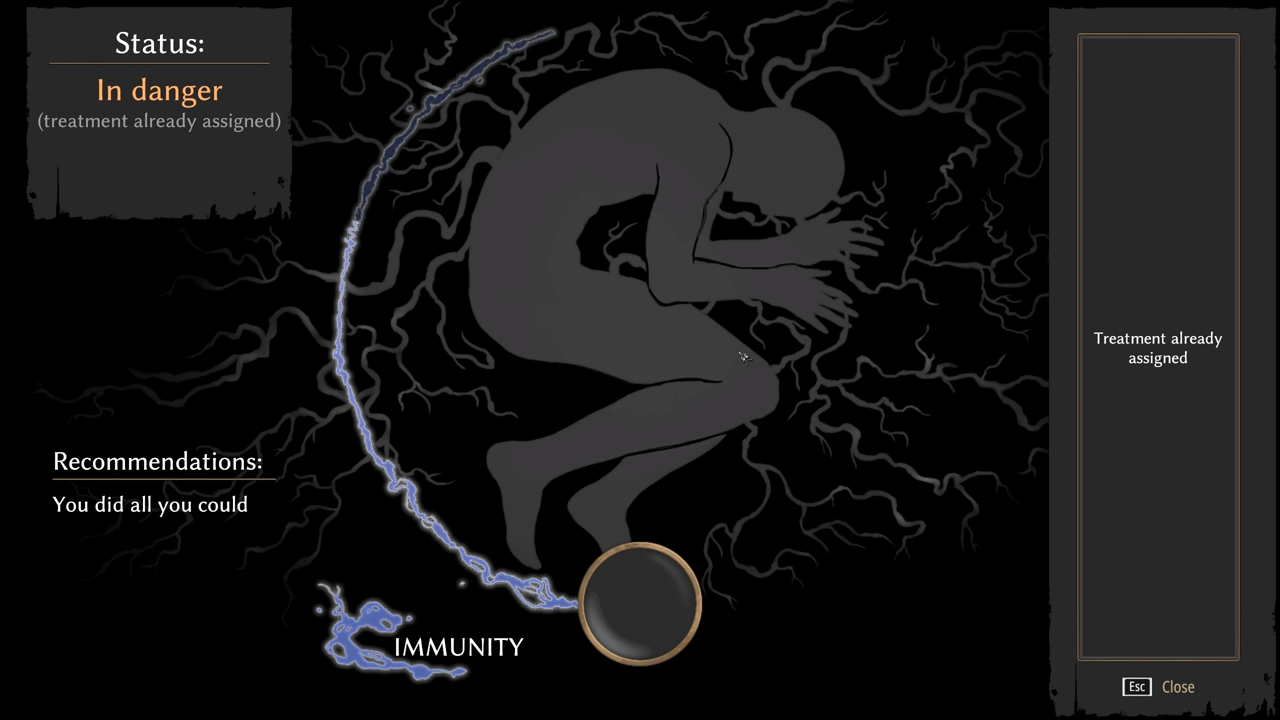 Status:
In danger
(treatment already assigned)
Recommendations:
You did all you could
IMMUNITY
Treatment already
assigned
Esc Close